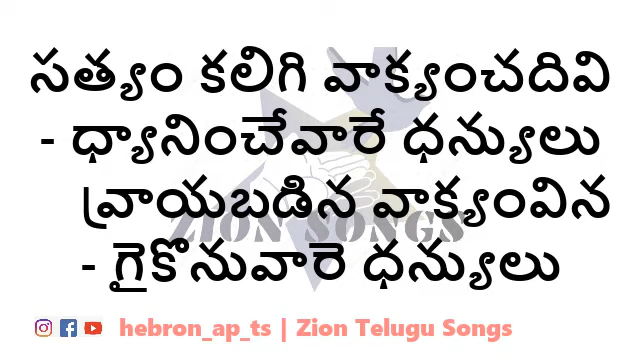 సత్యం కలిగి వాక్యంచదివి
- ధ్యానించేవారే ధన్యులు
వ్రాయబడిన వాక్యంవిన
- గైకొనువారె ధన్యులు
ZION SONGS
hebron_ap_ts | Zion Telugu Songs